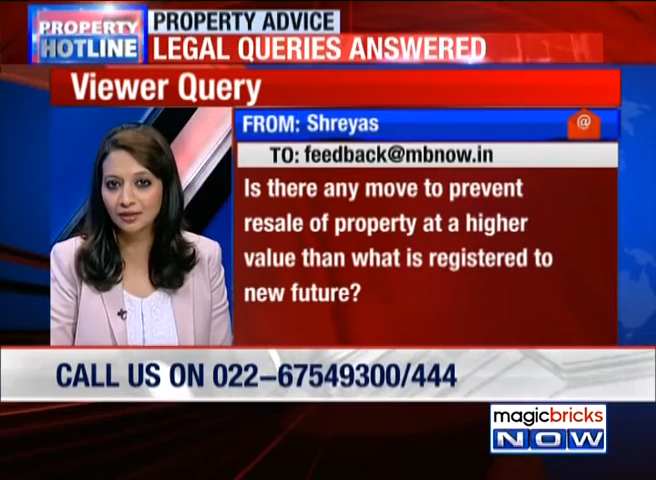 PROPERTY
HOTLINE
PROPERTY ADVICE
LEGAL QUERIES ANSWERED
Viewer Query
FROM: Shreyas
@
TO: feedback@mbnow.in
Is there any move to prevent
resale of property at a higher
value than what is registered to
new future?
CALL US ON 022–67549300/444
magicbricks
NOW